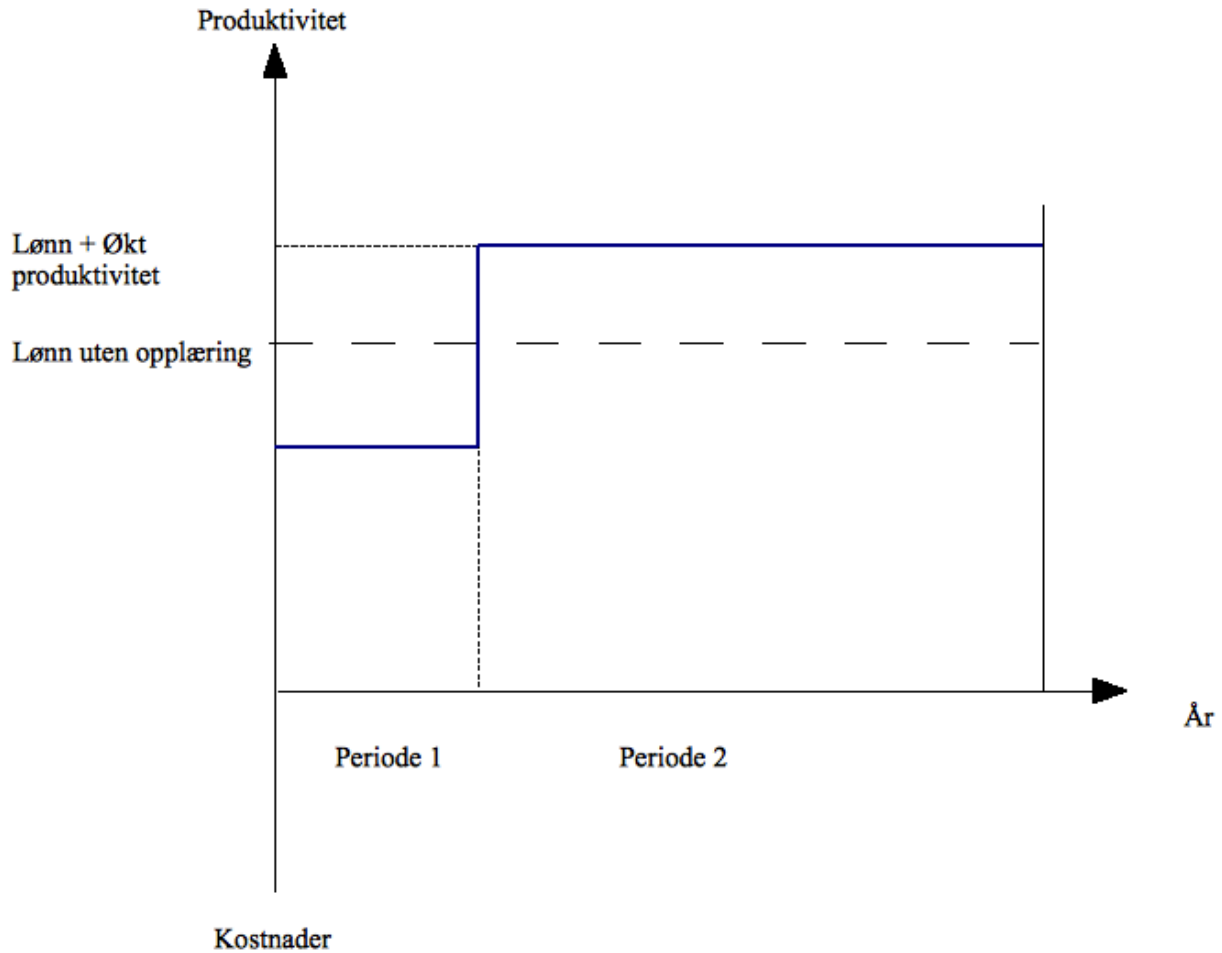 Produktivitet
Lønn + Økt
produktivitet
Lønn uten opplæring
År
Periode 1
Periode 2
Kostnader